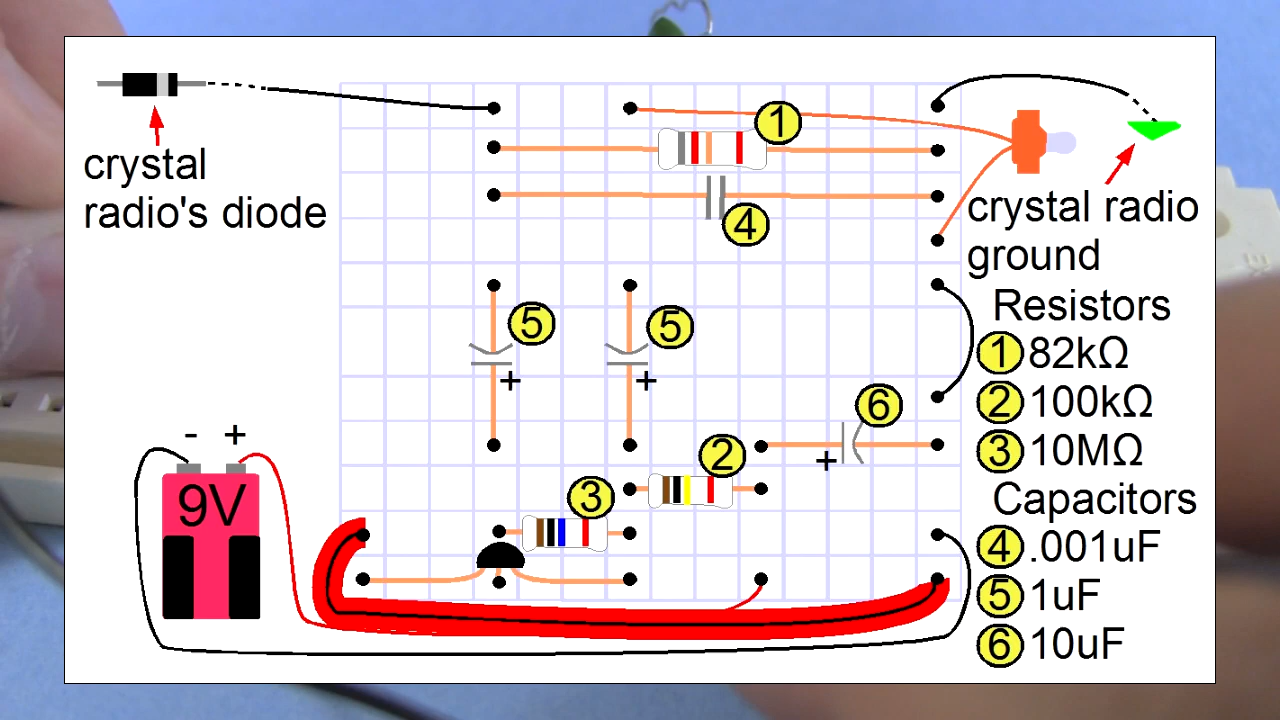 1
crystal
radio's diode
4
crystal radio
ground
5
5
+
+
Resistors
1 82kΩ
2 100kΩ
3 10MΩ
6
+
2
3
- +
9V
Capacitors
4 .001uF
5 1uF
6 10uF